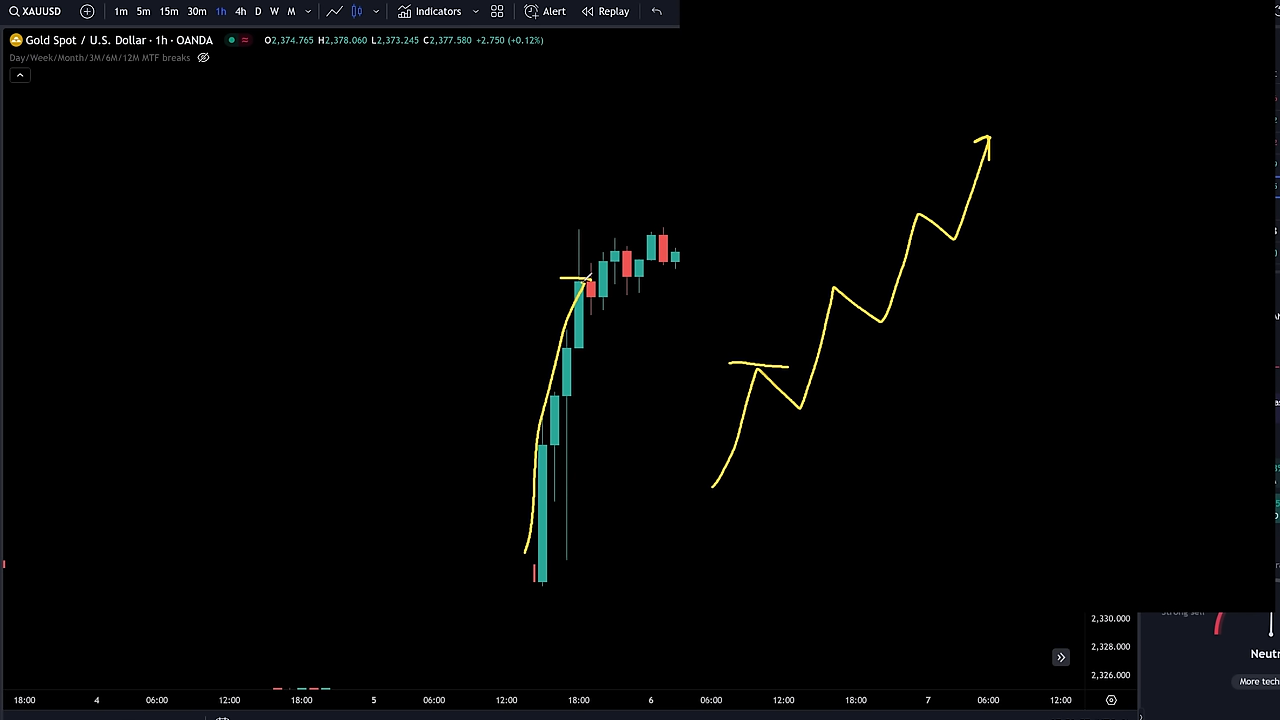 XAUUSD 1m 5m 15m 30m 1h 4h D W M Indicators Alert Replay
Gold Spot / U.S. Dollar · 1h · OANDA O2,374.765 H2,378.060 L2,373.245 C2,377.580 +2.750 (+0.12%)
Day/Week/Month/3M/6M/12M MTF breaks
2,330.000
2,328.000
Neutr
2,326.000
More tech
18:00 4 06:00 12:00 18:00 5 06:00 12:00 18:00 6 06:00 12:00 18:00 7 06:00 12:00